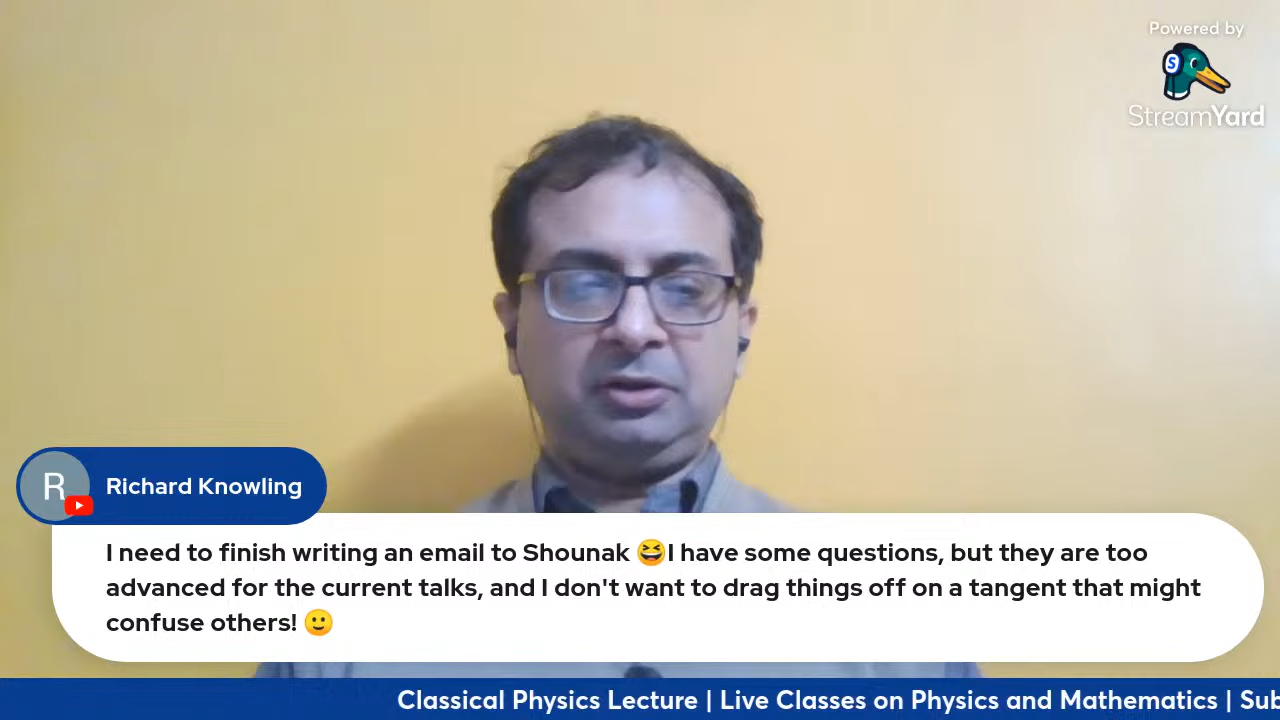 Powered by
S
StreamYard
R
Richard Knowling
I need to finish writing an email to Shounak 😆I have some questions, but they are too
advanced for the current talks, and I don't want to drag things off on a tangent that might
confuse others! 🙂
Classical Physics Lecture | Live Classes on Physics and Mathematics | Sub